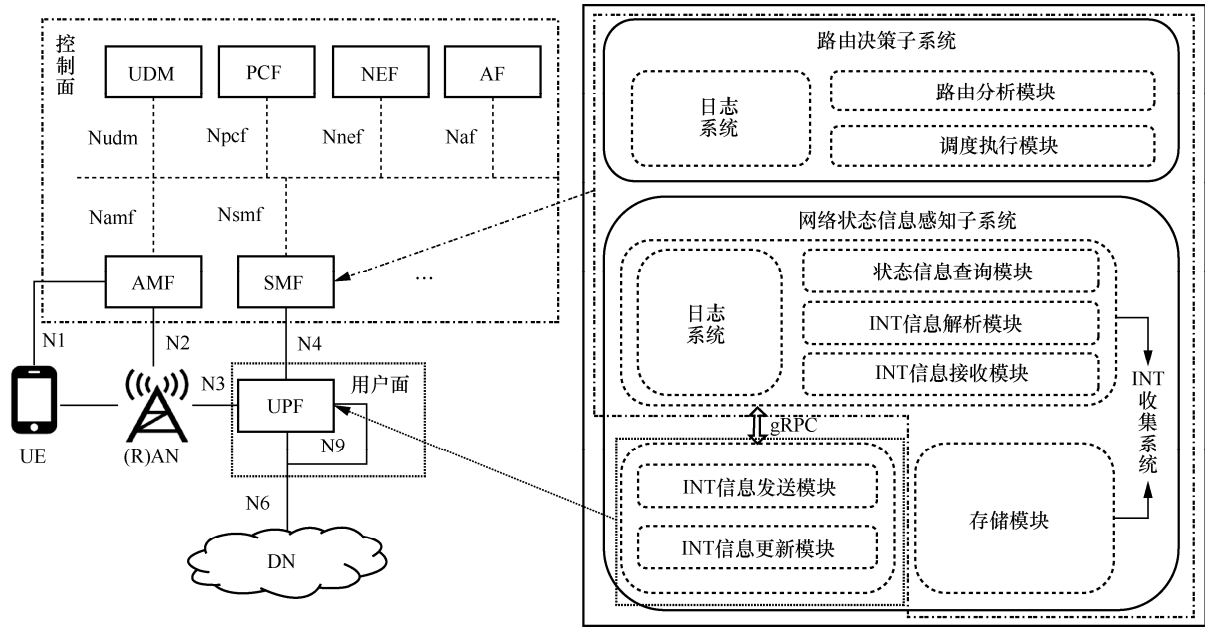 控制面
UDM
PCF
NEF
AF
Nudm
Npcf
Nnef
Naf
Namf
Nsmf
AMF
SMF
…
N1
N2
N4
N3
用户面
UPF
N9
UE
(R)AN
N6
DN
路由决策子系统
日志
系统
路由分析模块
调度执行模块
网络状态信息感知子系统
日志
系统
状态信息查询模块
INT信息解析模块
INT信息接收模块
INT
收集系统
gRPC
INT信息发送模块
INT信息更新模块
存储模块